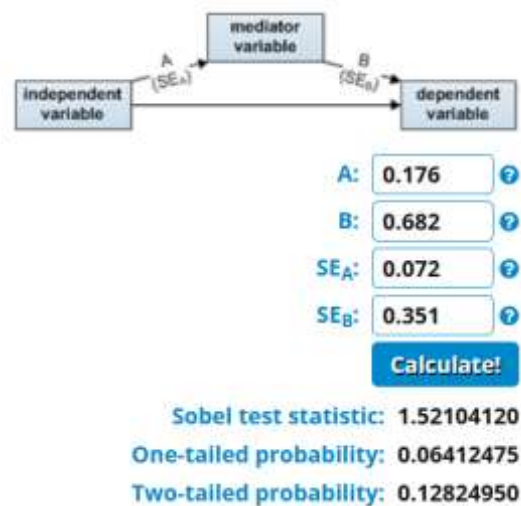 mediator
variable
A
(SEA)
B
(SEB)
independent
variable
dependent
variable
A: 0.176 ?
B: 0.682 ?
SEA: 0.072 ?
SEB: 0.351 ?
Calculate!
Sobel test statistic: 1.52104120
One-tailed probability: 0.06412475
Two-tailed probability: 0.12824950